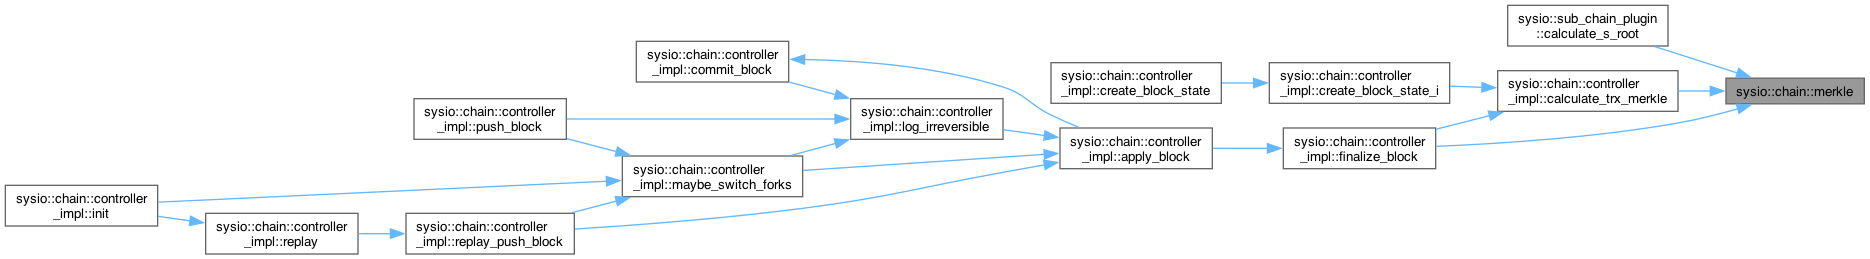 sysio::sub_chain_plugin
::calculate_s_root
sysio::chain::controller
_impl::commit_block
sysio::chain::controller
_impl::create_block_state
sysio::chain::controller
_impl::create_block_state_i
sysio::chain::controller
_impl::calculate_trx_merkle
sysio::chain::merkle
sysio::chain::controller
_impl::push_block
sysio::chain::controller
_impl::log_irreversible
sysio::chain::controller
_impl::apply_block
sysio::chain::controller
_impl::finalize_block
sysio::chain::controller
_impl::maybe_switch_forks
sysio::chain::controller
_impl::init
sysio::chain::controller
_impl::replay
sysio::chain::controller
_impl::replay_push_block